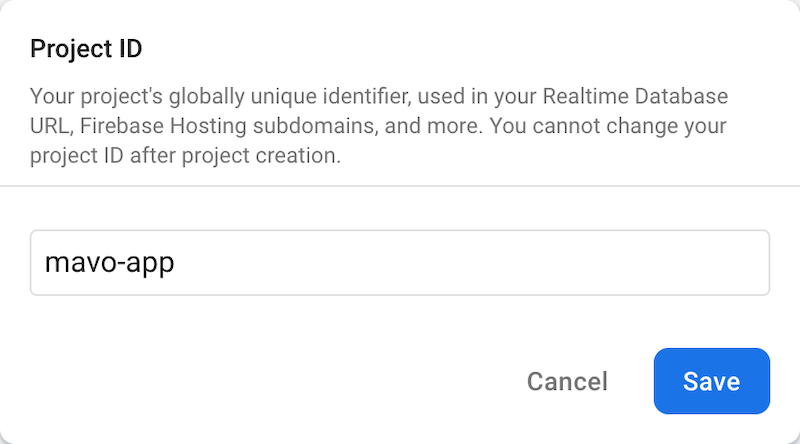 Project ID
Your project's globally unique identifier, used in your Realtime Database
URL, Firebase Hosting subdomains, and more. You cannot change your
project ID after project creation.
mavo-app
Cancel
Save